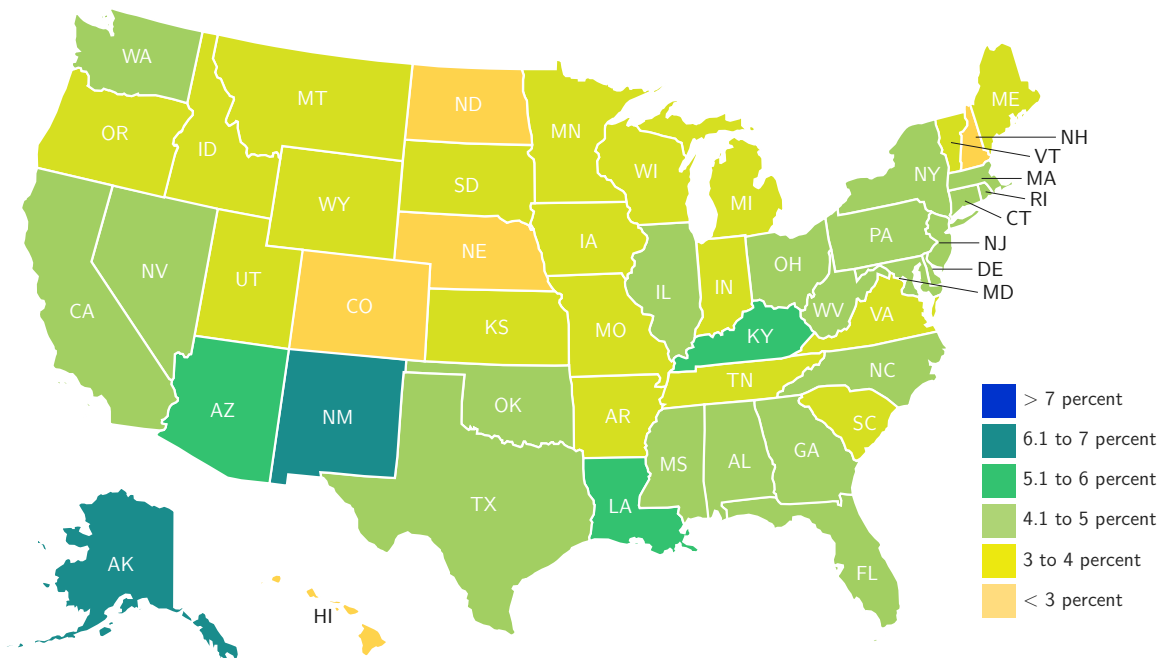 WA
MT
ND
ME
OR
ID
MN
NH
VT
WI
NY
MA
SD
RI
WY
MI
CT
PA
IA
NJ
NE
OH
DE
NV
UT
IN
IL
MD
CO
WV
VA
CA
KS
MO
KY
NC
TN
OK
AZ
NM
AR
SC
GA
MS
AL
TX
LA
AK
FL
HI
> 7 percent
6.1 to 7 percent
5.1 to 6 percent
4.1 to 5 percent
3 to 4 percent
< 3 percent